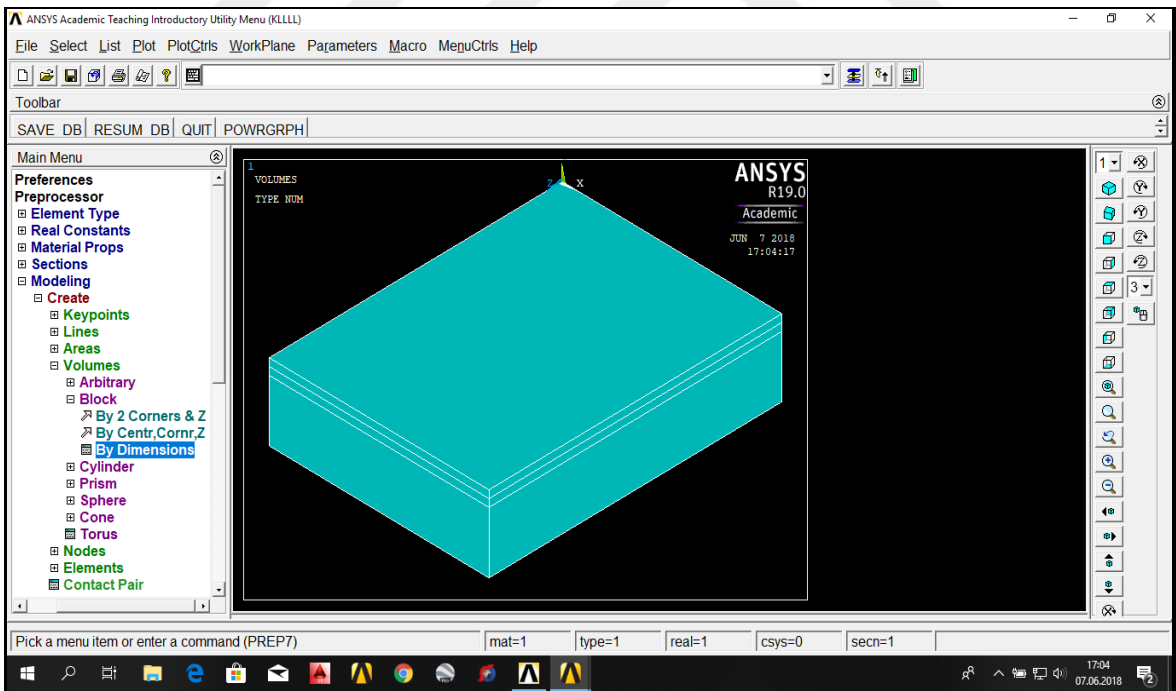 ANSYS Academic Teaching Introductory Utility Menu (KLLLL)
File Select List Plot PlotCtrls WorkPlane Parameters Macro MenuCtrls Help
Toolbar
SAVE_DB RESUM_DB QUIT POWRGRPH
Main Menu
Preferences
Preprocessor
Element Type
Real Constants
Material Props
Sections
Modeling
Create
Keypoints
Lines
Areas
Volumes
Arbitrary
Block
By 2 Corners & Z
By Centr,Cornr,Z
By Dimensions
Cylinder
Prism
Sphere
Cone
Torus
Nodes
Elements
Contact Pair
1
VOLUMES
TYPE NUM
Z X
ANSYS
R19.0
Academic
JUN 7 2018
17:04:17
1
3
Pick a menu item or enter a command (PREP7) mat=1 type=1 real=1 csys=0 secn=1
17:04
07.06.2018
2